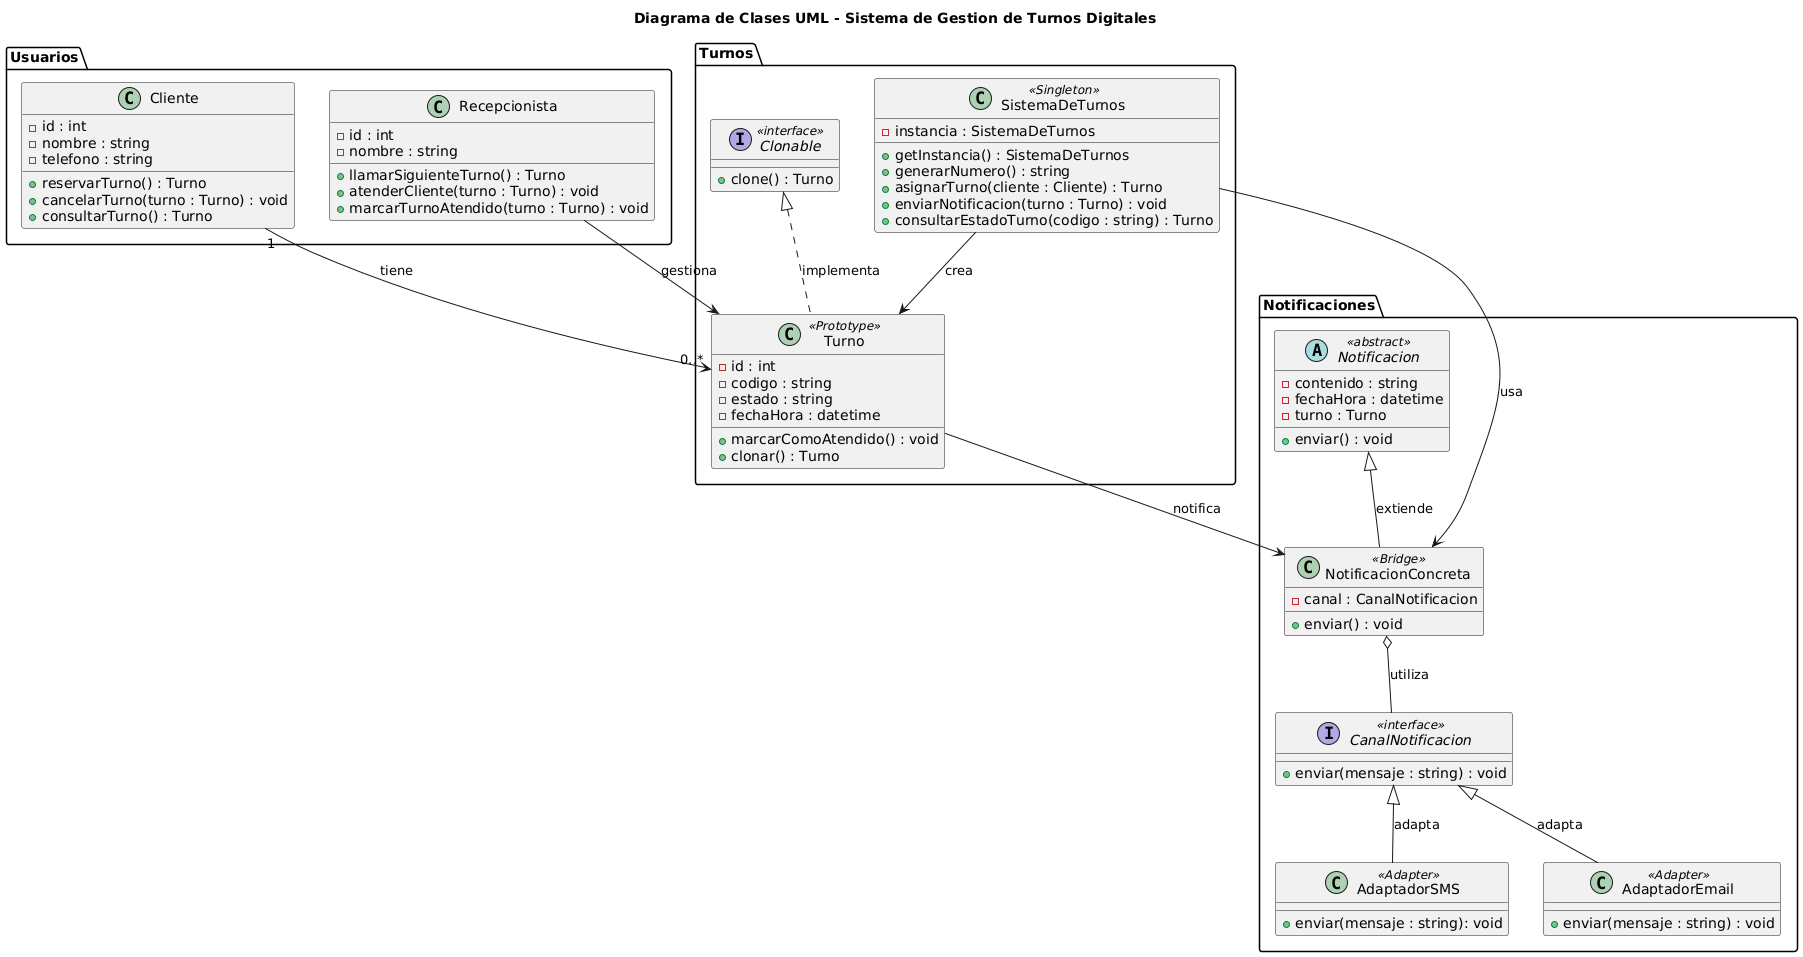 Diagrama de Clases UML - Sistema de Gestion de Turnos Digitales
Usuarios
C Cliente
id : int
nombre : string
telefono : string
reservarTurno() : Turno
cancelarTurno(turno : Turno) : void
consultarTurno() : Turno
C Recepcionista
id : int
nombre : string
llamarSiguienteTurno() : Turno
atenderCliente(turno : Turno) : void
marcarTurnoAtendido(turno : Turno) : void
Turnos
I «interface»
Clonable
clone() : Turno
C «Singleton»
SistemaDeTurnos
instancia : SistemaDeTurnos
getInstancia() : SistemaDeTurnos
generarNumero() : string
asignarTurno(cliente : Cliente) : Turno
enviarNotificacion(turno : Turno) : void
consultarEstadoTurno(codigo : string) : Turno
1
tiene
gestiona
implementa
crea
0..*
C «Prototype»
Turno
id : int
codigo : string
estado : string
fechaHora : datetime
marcarComoAtendido() : void
clonar() : Turno
Notificaciones
A «abstract»
Notificacion
contenido : string
fechaHora : datetime
turno : Turno
enviar() : void
usa
notifica
extiende
C «Bridge»
NotificacionConcreta
canal : CanalNotificacion
enviar() : void
utiliza
I «interface»
CanalNotificacion
enviar(mensaje : string) : void
adapta
adapta
C «Adapter»
AdaptadorSMS
enviar(mensaje : string): void
C «Adapter»
AdaptadorEmail
enviar(mensaje : string) : void